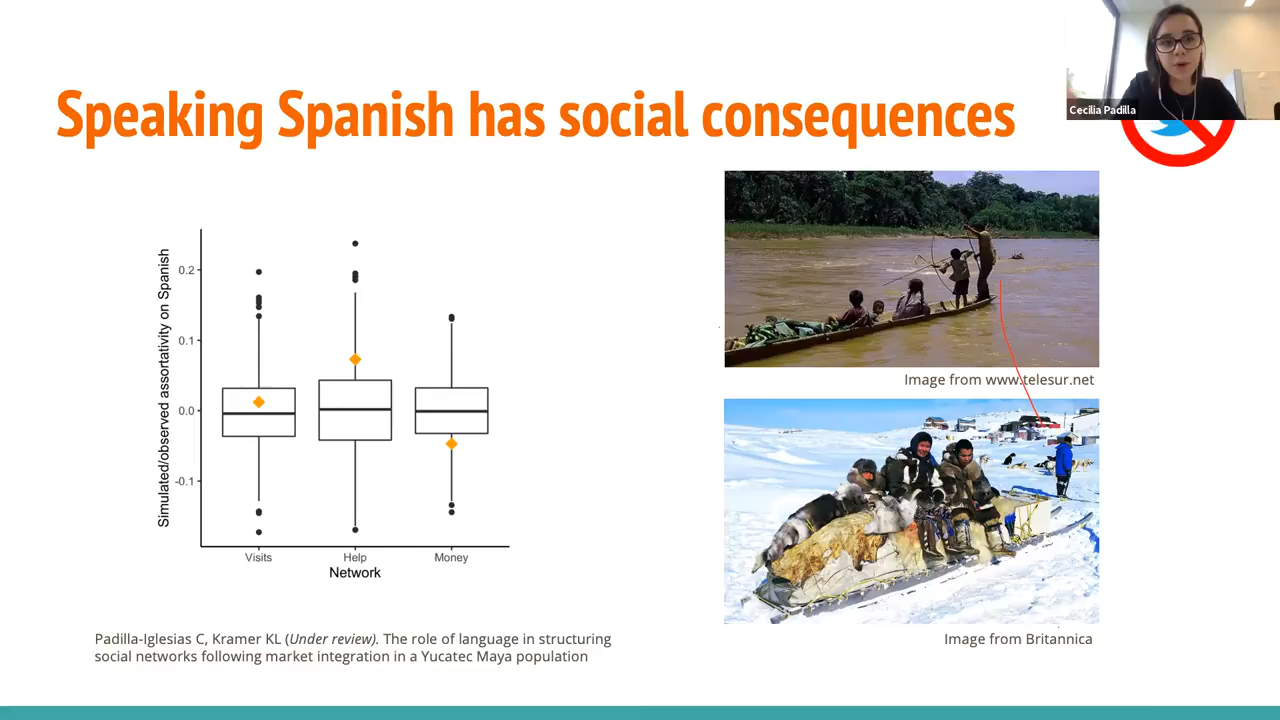 Cecilia Padilla
Speaking Spanish has social consequences
Simulated/observed assortativity on Spanish
0.2
0.1
0.0
-0.1
Visits
Help
Money
Network
Image from www.telesur.net
Image from Britannica
Padilla-Iglesias C, Kramer KL (Under review). The role of language in structuring
social networks following market integration in a Yucatec Maya population